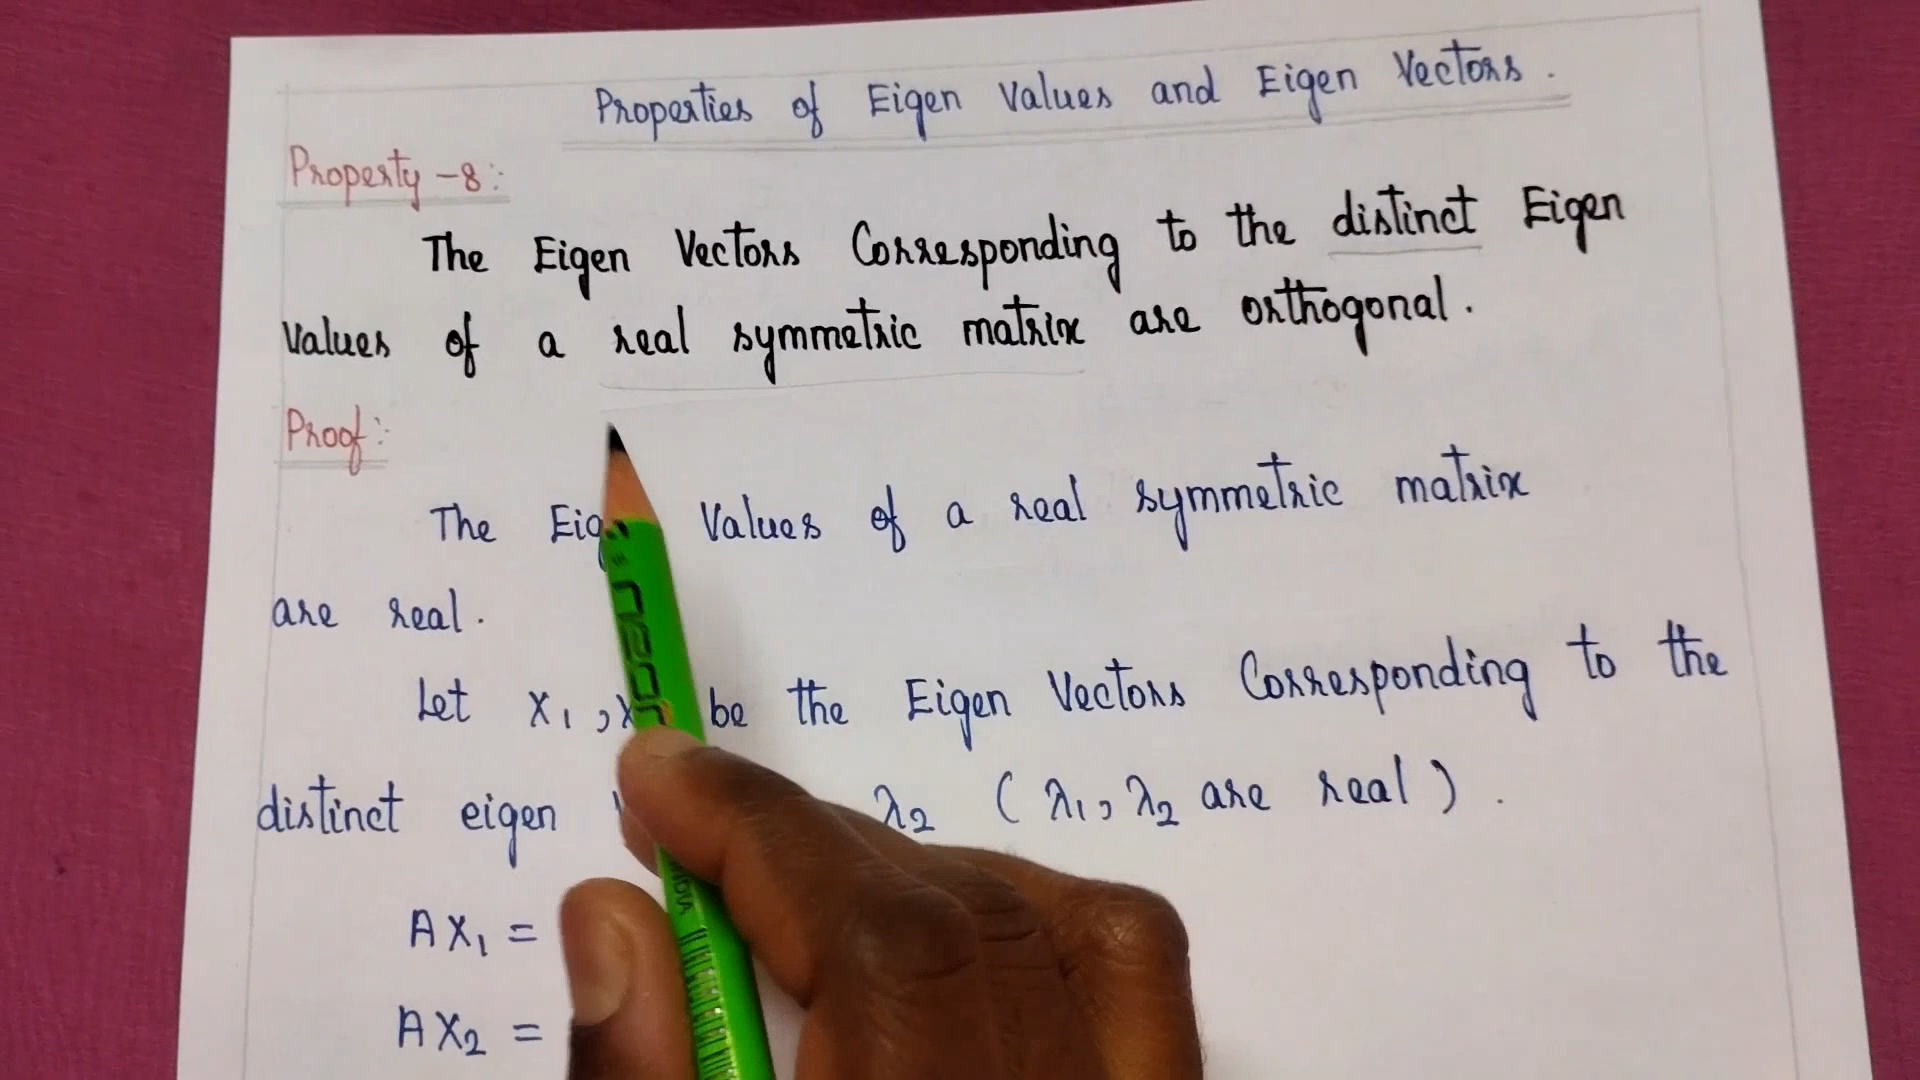 Properties of Eigen Values and Eigen Vectors.
Property-8:
The Eigen Vectors Corresponding to the distinct Eigen
Values of a real symmetric matrix are orthogonal.
Proof:
The Values of a real symmetric matrix
are real.
Let X1, be the Eigen Vectors Corresponding to the
distinct eigen λ2 (λ1, λ2 are real).
AX1 =
AX2 =